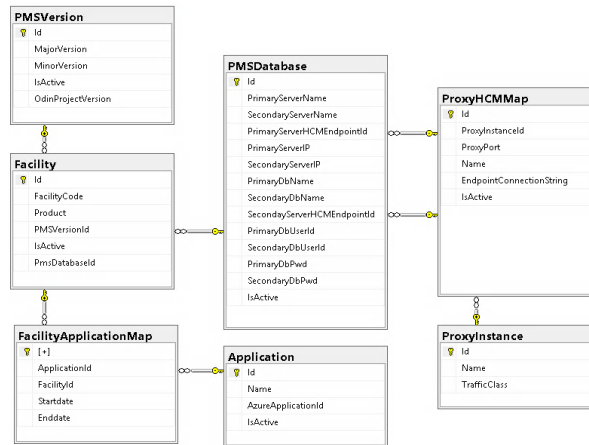 PMSVersion
Id
MajorVersion
MinorVersion
IsActive
OdinProjectVersion
Facility
Id
FacilityCode
Product
PMSVersionId
IsActive
PmsDatabaseId
FacilityApplicationMap
[+]
ApplicationId
FacilityId
Startdate
Enddate
PMSDatabase
Id
PrimaryServerName
SecondaryServerName
PrimaryServerHCMEndpointId
PrimaryServerIP
SecondaryServerIP
PrimaryDbName
SecondaryDbName
SecondayServerHCMEndpointId
PrimaryDbUserId
SecondaryDbUserId
PrimaryDbPwd
SecondaryDbPwd
IsActive
Application
Id
Name
AzureApplicationId
IsActive
ProxyHCMMap
Id
ProxyInstanceId
ProxyPort
Name
EndpointConnectionString
IsActive
ProxyInstance
Id
Name
TrafficClass